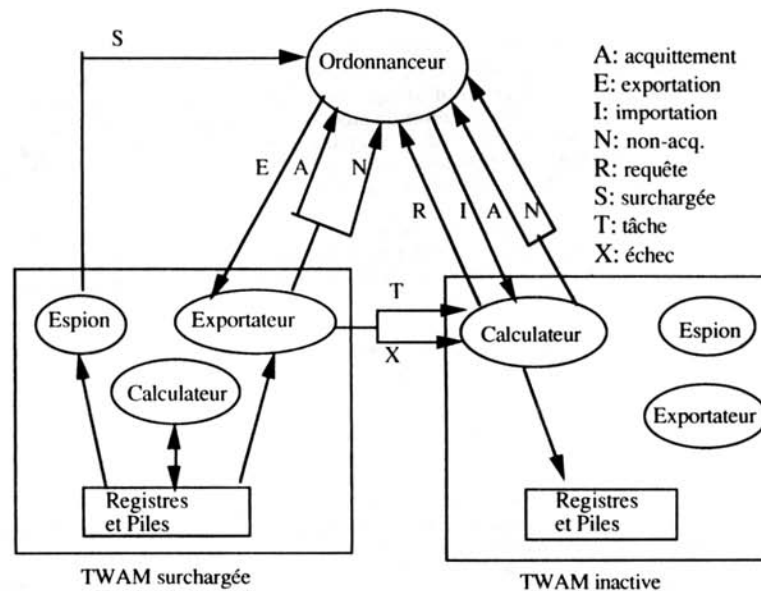 S
Ordonnanceur
A: acquittement
E: exportation
I: importation
N: non-acq.
R: requête
S: surchargée
T: tâche
X: échec
E
A
N
R
I
A
N
Espion
Exportateur
Calculateur
Registres
et Piles
TWAM surchargée
T
X
Calculateur
Espion
Exportateur
Registres
et Piles
TWAM inactive